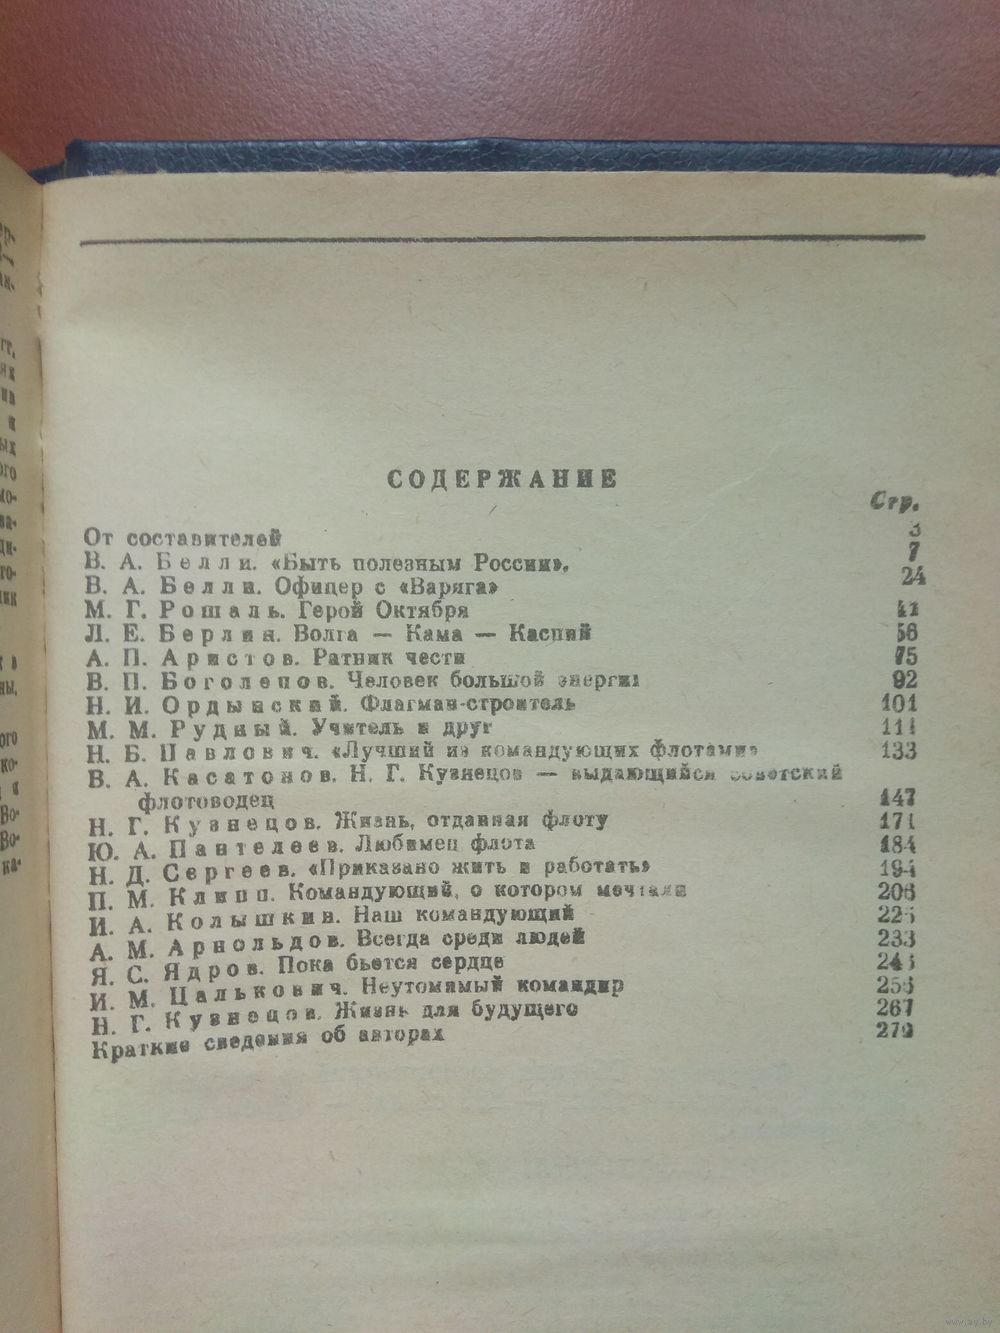 СОДЕРЖАНИЕ
Стр.
От составителей 3
В. А. Белли. «Быть полезным России». 7
В. А. Белли. Офицер с «Варяга» 24
М. Г. Рошаль. Герой Октября 41
Л. Е. Берлин. Волга — Кама — Каспий
А. П. Аристов. Ратник чести 75
В. П. Боголепов. Человек большой энергии 92
Н. И. Ордынский. Флагман-строитель 101
М. М. Рудный. Учитель и друг 111
Н. Б. Павлович. «Лучший из командующих флотами» 133
В. А. Касатонов. Н. Г. Кузнецов — выдающийся советский
флотоводец 147
Н. Г. Кузнецов. Жизнь, отданная флоту 171
Ю. А. Пантелеев. Любимец флота 184
Н. Д. Сергеев. «Приказано жить и работать» 194
П. М. Клипп. Командующий, о котором мечтали 206
И. А. Колышкин. Наш командующий
А. М. Арнольдов. Всегда среди людей 233
Я. С. Ядров. Пока бьется сердце
И. М. Цалькович. Неутомимый командир
Н. Г. Кузнецов. Жизнь для будущего 267
Краткие сведения об авторах 279
www.ay.by